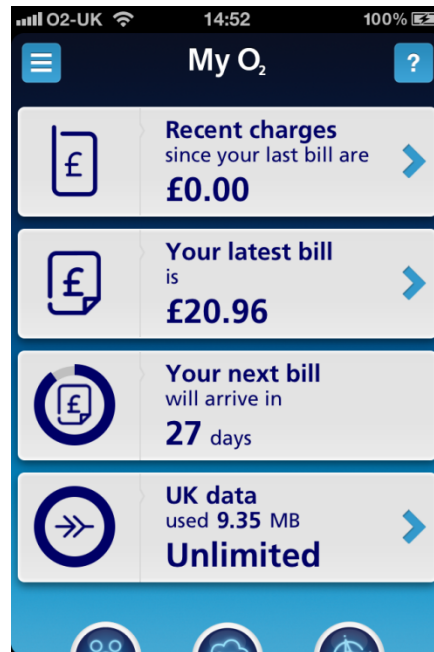 O2-UK 14:52 100%
My O₂
?
£
Recent charges
since your last bill are
£0.00
£
Your latest bill
is
£20.96
£
Your next bill
will arrive in
27 days
UK data
used 9.35 MB
Unlimited